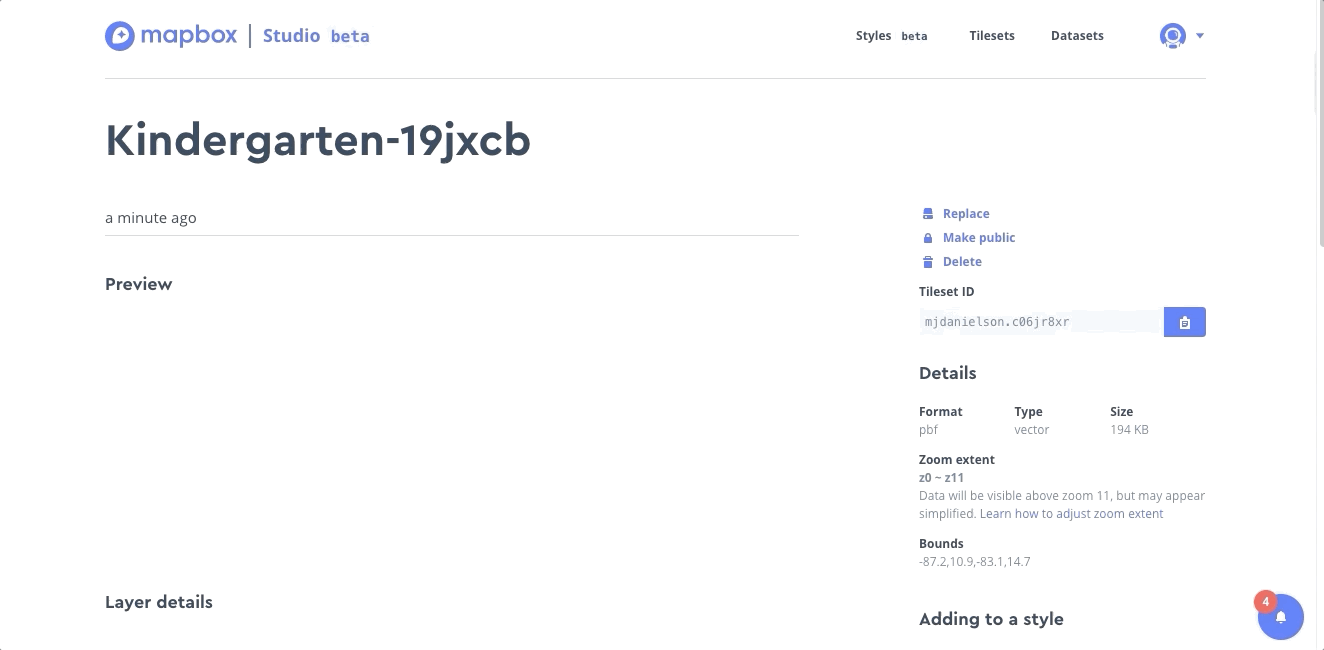 mapbox | Studio beta
Styles beta Tilesets Datasets
Kindergarten-19jxcb
a minute ago
Preview
Layer details
Replace
Make public
Delete
Tileset ID
mjdanielson.c06jr8xr
Details
Format Type Size
pbf vector 194 KB
Zoom extent
z0 ~ z11
Data will be visible above zoom 11, but may appear
simplified. Learn how to adjust zoom extent
Bounds
-87.2,10.9,-83.1,14.7
Adding to a style
4